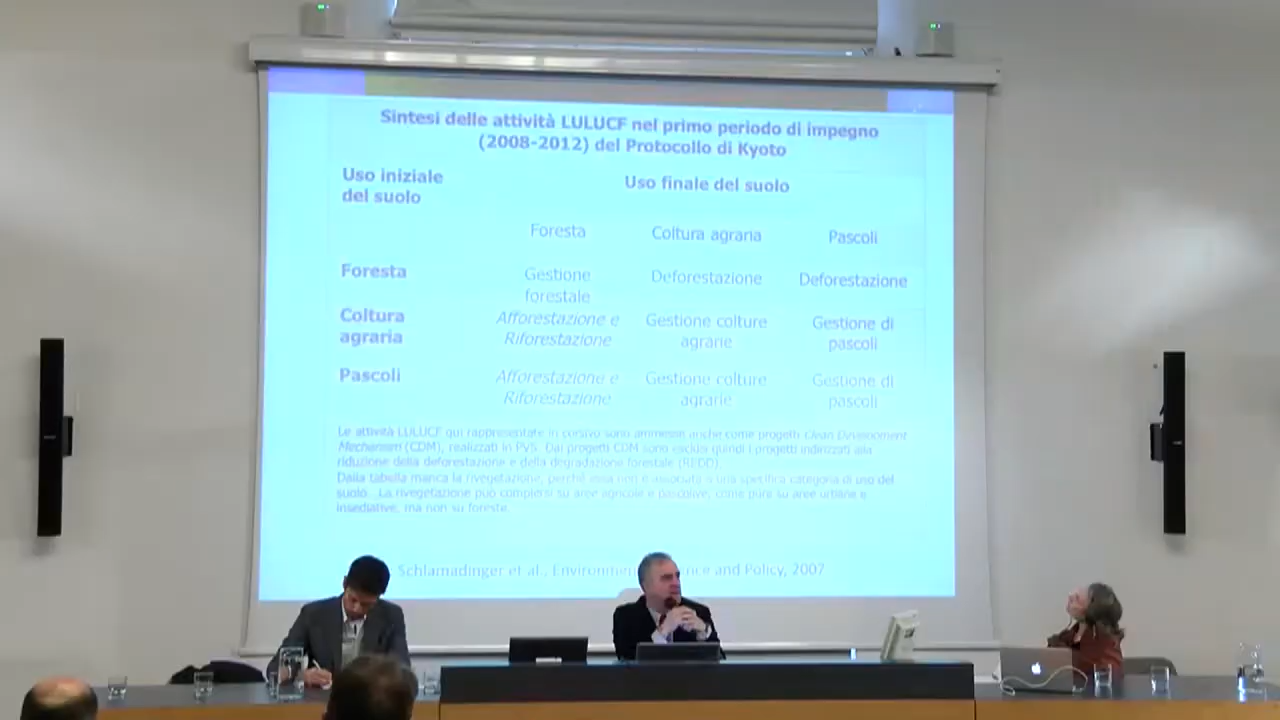 Sintesi delle attività LULUCF nel primo periodo di impegno
(2008-2012) del Protocollo di Kyoto
Uso iniziale
del suolo
Uso finale del suolo
Foresta Coltura agraria Pascoli
Foresta Gestione forestale Deforestazione Deforestazione
Coltura agraria Afforestazione e Riforestazione Gestione colture agrarie Gestione di pascoli
Pascoli Afforestazione e Riforestazione Gestione colture agrarie Gestione di pascoli
Le attività LULUCF qui rappresentate in corsivo sono ammesse anche come progetti Clean Development
Mechanism (CDM), realizzati in PVS. Dai progetti CDM sono esclusi quindi i progetti indirizzati alla
riduzione della deforestazione e della degradazione forestale (REDD).
Dalla tabella manca la rivegetazione, perché essa non è associata a una specifica categoria di uso del
suolo. La rivegetazione può compiersi su aree agricole e pascolive, come pure su aree urbane e
insediative, ma non su foreste.
Schlamadinger et al., and Policy, 2007